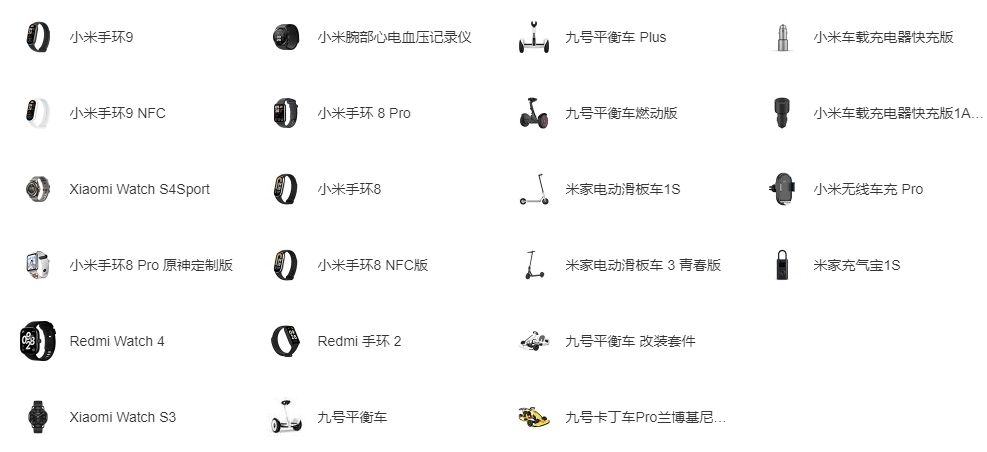 小米手环9
小米手环9 NFC
Xiaomi Watch S4Sport
小米手环8 Pro 原神定制版
Redmi Watch 4
Xiaomi Watch S3
小米腕部心电血压记录仪
小米手环 8 Pro
小米手环8
小米手环8 NFC版
Redmi 手环 2
九号平衡车
九号平衡车 Plus
九号平衡车燃动版
米家电动滑板车1S
米家电动滑板车 3 青春版
九号平衡车 改装套件
九号卡丁车Pro兰博基尼...
小米车载充电器快充版
小米车载充电器快充版1A...
小米无线车充 Pro
米家充气宝1S